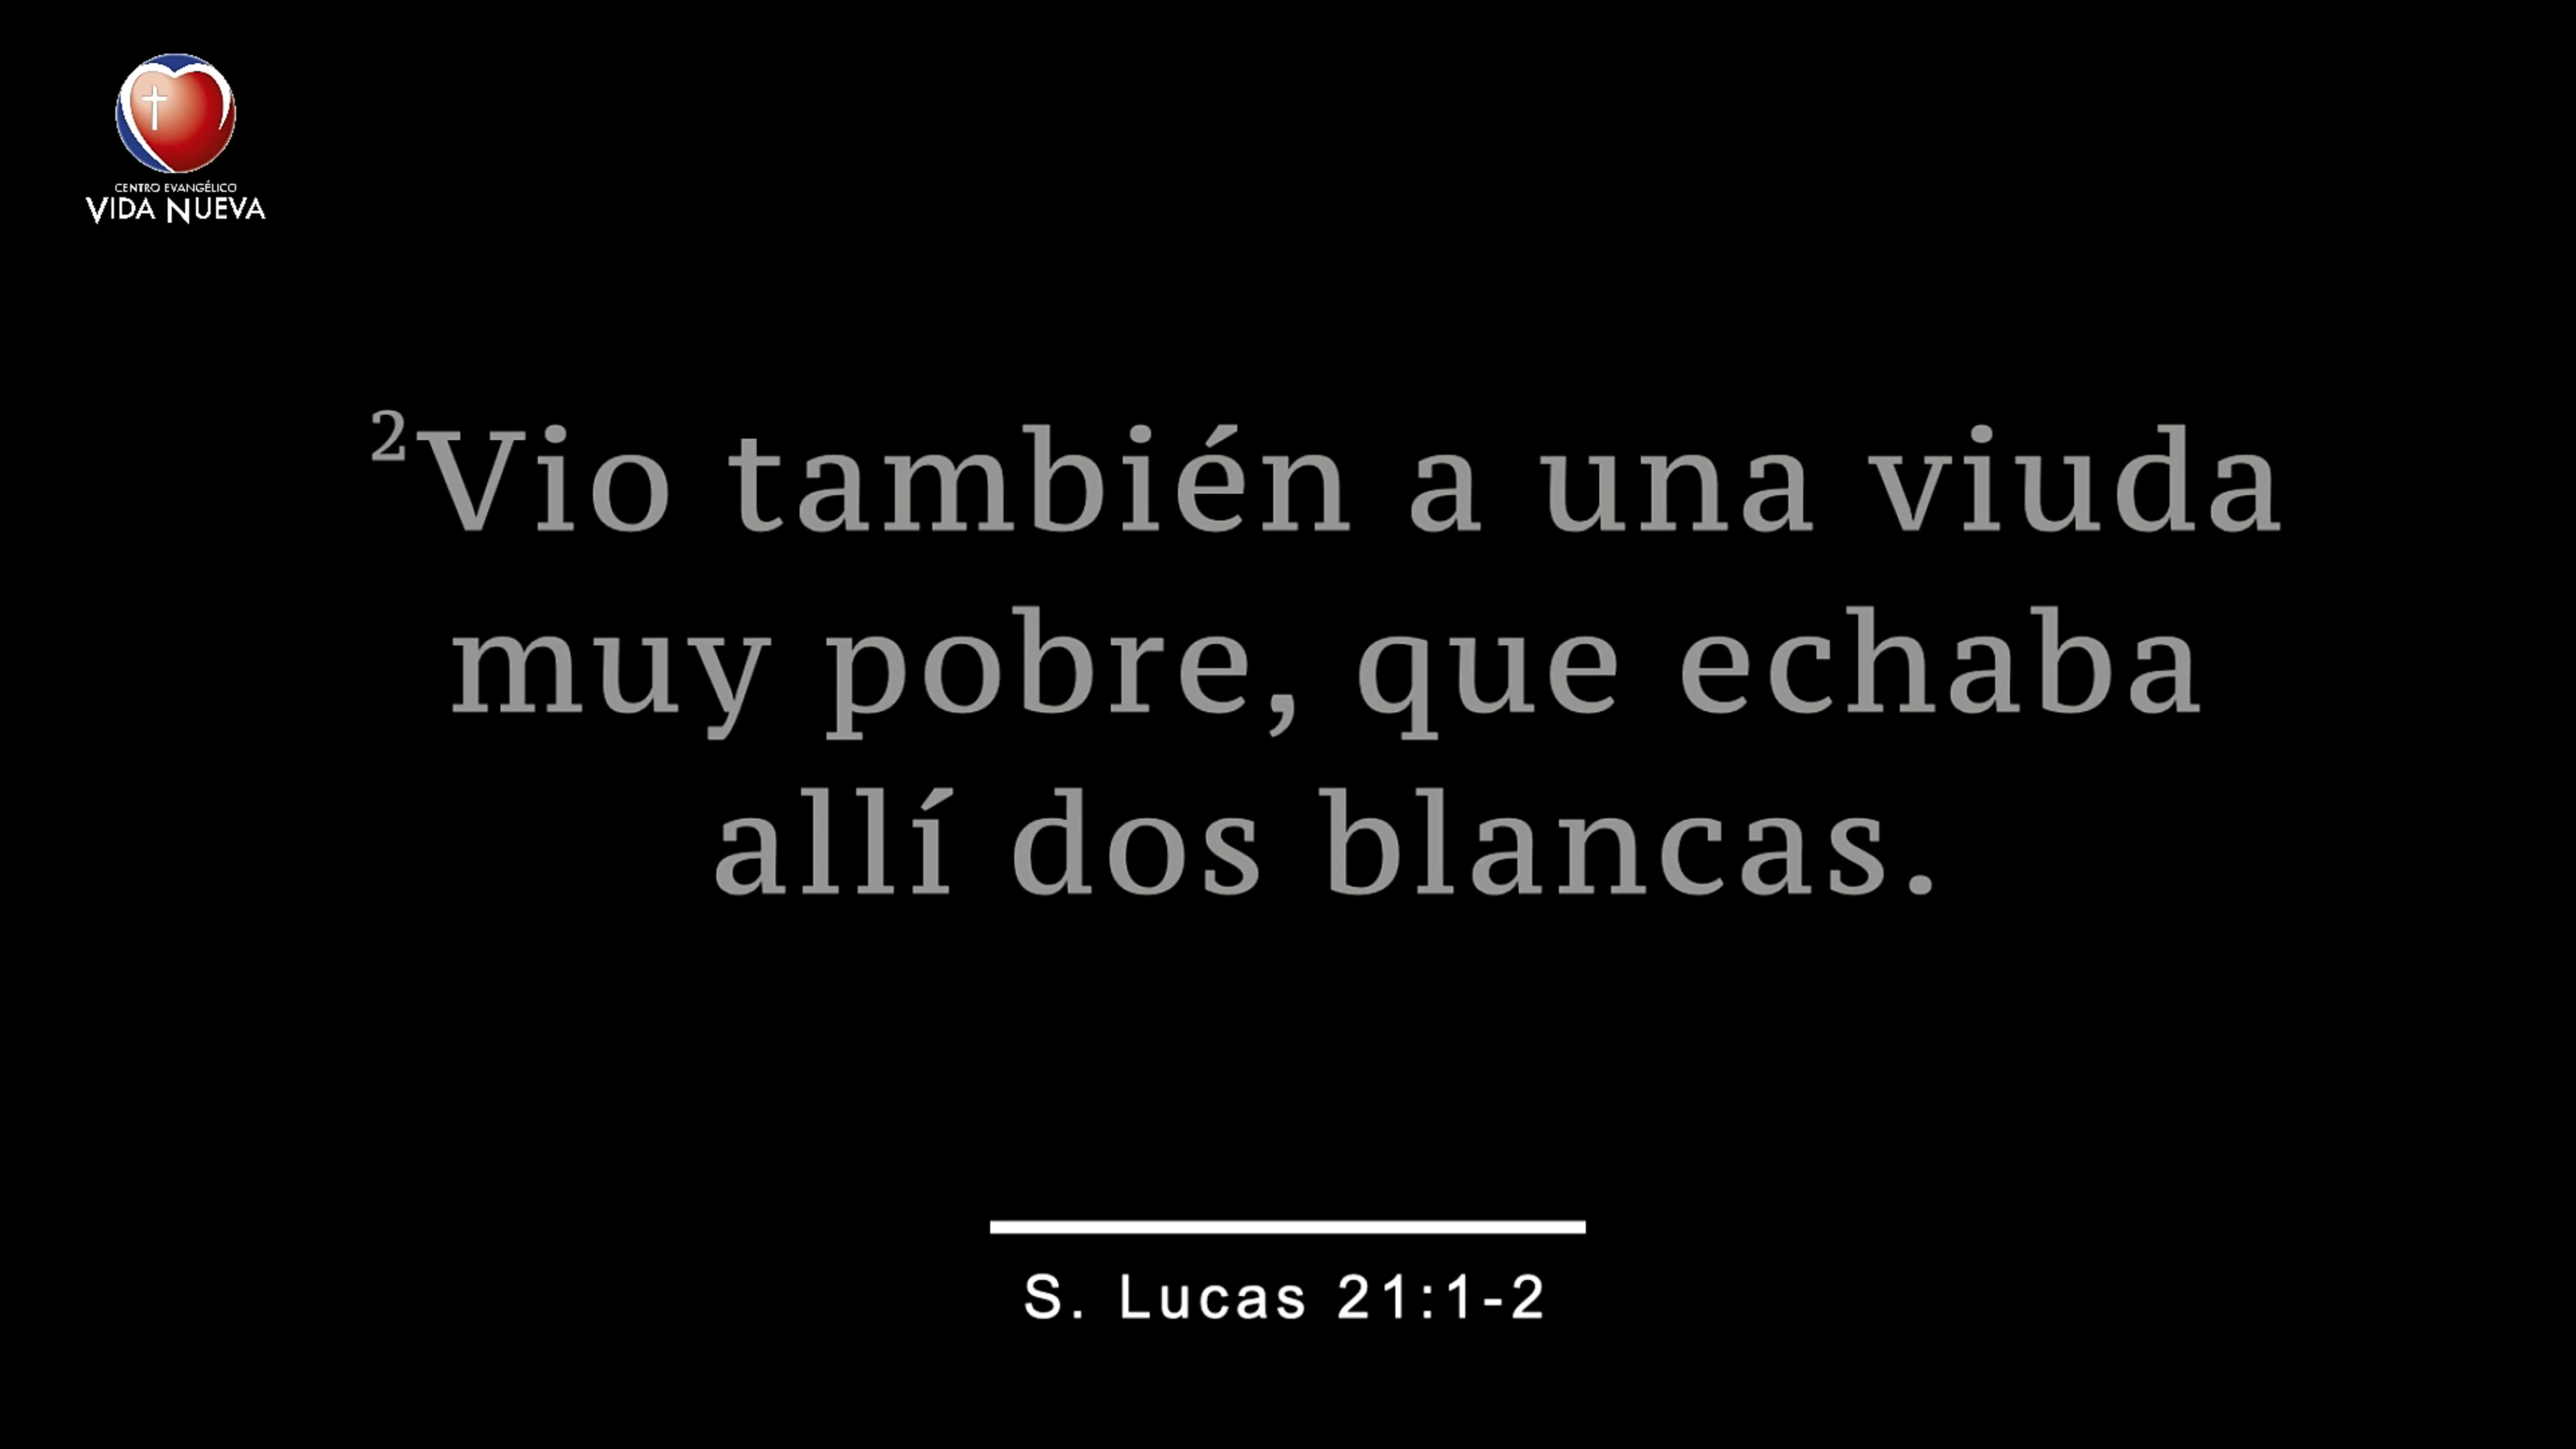 CENTRO EVANGÉLICO
VIDA NUEVA
²Vio también a una viuda
muy pobre, que echaba
allí dos blancas.
S. Lucas 21:1-2